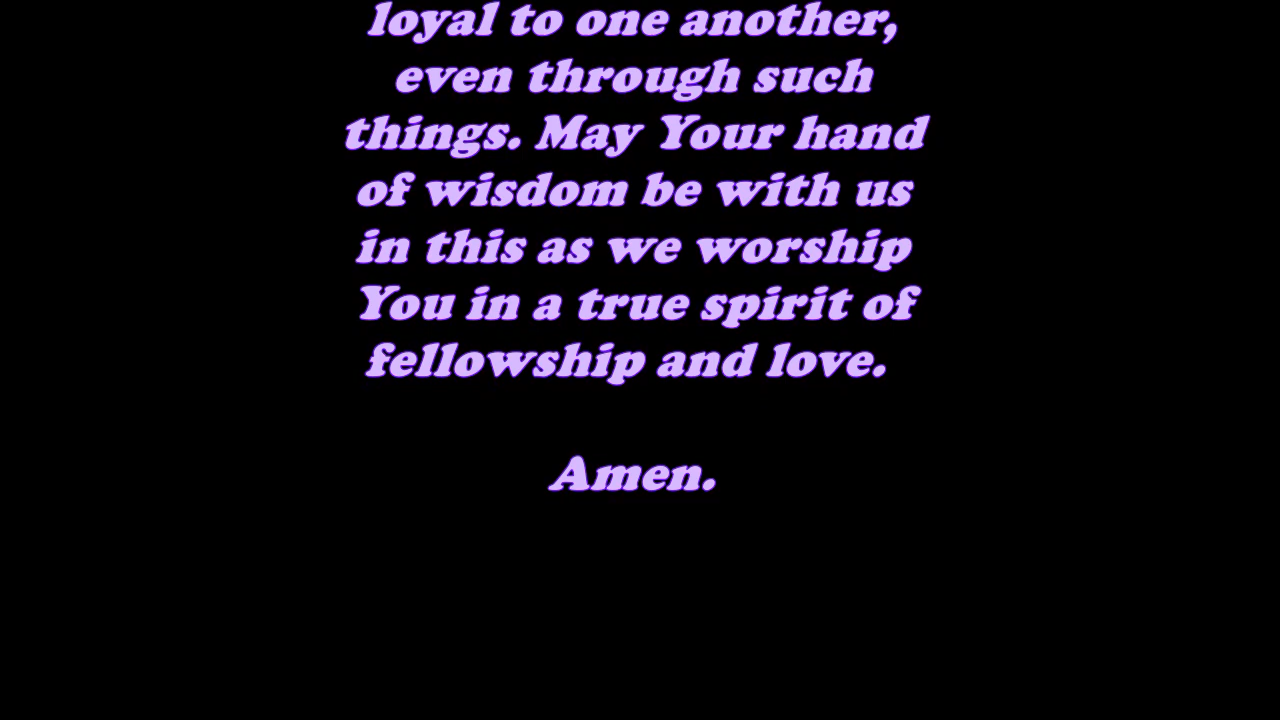 loyal to one another,
even through such
things. May Your hand
of wisdom be with us
in this as we worship
You in a true spirit of
fellowship and love.
Amen.